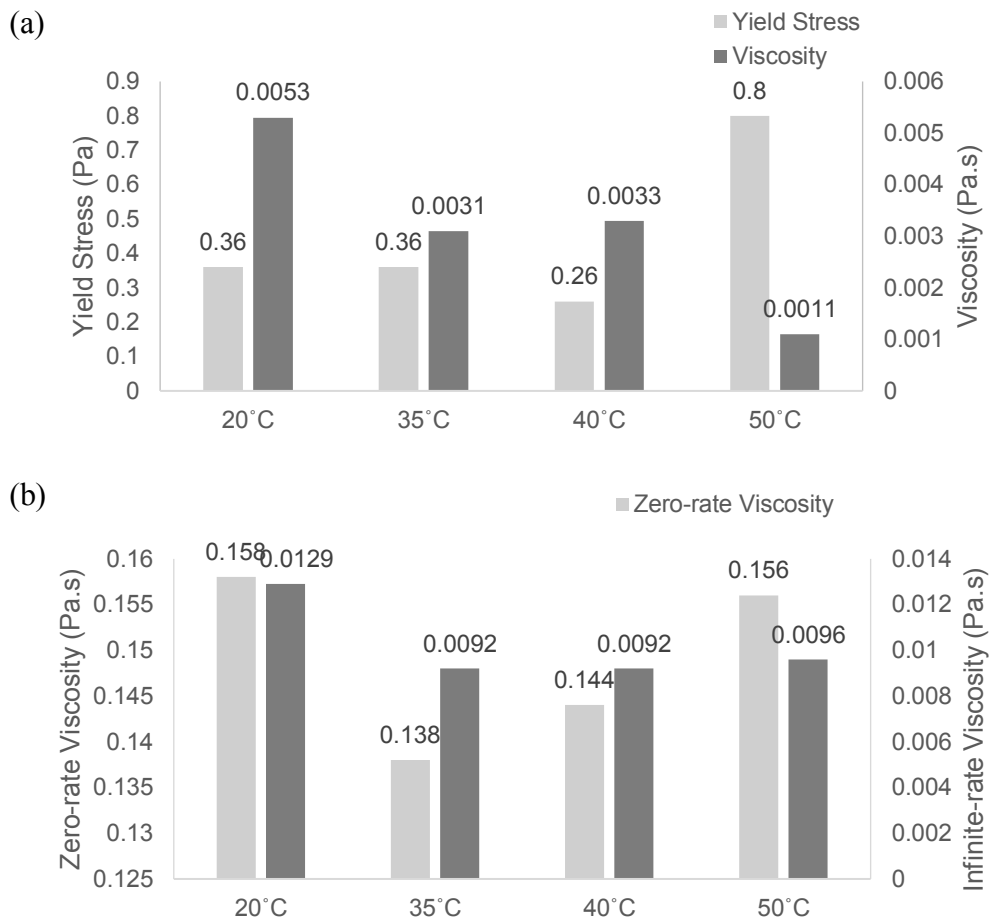 (a)
Yield Stress
Viscosity
Yield Stress (Pa)
0.9
0.8
0.7
0.6
0.5
0.4
0.3
0.2
0.1
0
0.36
0.0053
0.36
0.0031
0.26
0.0033
0.8
0.0011
0.006
0.005
0.004
0.003
0.002
0.001
0
Viscosity (Pa.s)
20˚C
35˚C
40˚C
50˚C
(b)
Zero-rate Viscosity
Zero-rate Viscosity (Pa.s)
0.16
0.155
0.15
0.145
0.14
0.135
0.13
0.125
0.158
0.0129
0.138
0.0092
0.144
0.0092
0.156
0.0096
0.014
0.012
0.01
0.008
0.006
0.004
0.002
0
Infinite-rate Viscosity (Pa.s)
20˚C
35˚C
40˚C
50˚C